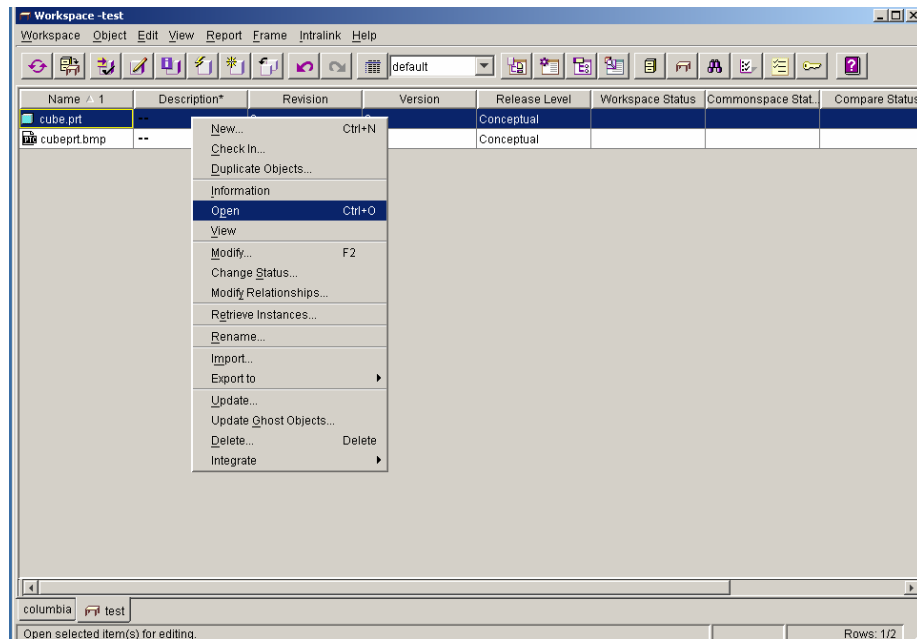 Workspace -test
Workspace Object Edit View Report Frame Intralink Help
default
Name 1 Description* Revision Version Release Level Workspace Status Commonspace Stat.. Compare Status
cube.prt -- Conceptual
cubeprt.bmp -- Conceptual
New... Ctrl+N
Check In...
Duplicate Objects...
Information
Open Ctrl+O
View
Modify... F2
Change Status...
Modify Relationships...
Retrieve Instances...
Rename...
Import...
Export to
Update...
Update Ghost Objects...
Delete... Delete
Integrate
columbia test
Open selected item(s) for editing. Rows: 1/2